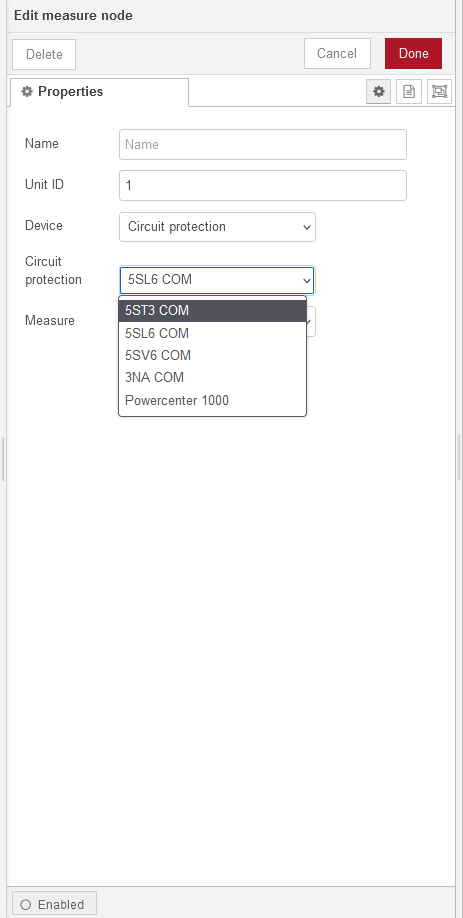 Edit measure node
Delete
Cancel
Done
Properties
Name
Name
Unit ID
1
Device
Circuit protection
Circuit
protection
5SL6 COM
5ST3 COM
5SL6 COM
5SV6 COM
3NA COM
Powercenter 1000
Measure
Enabled